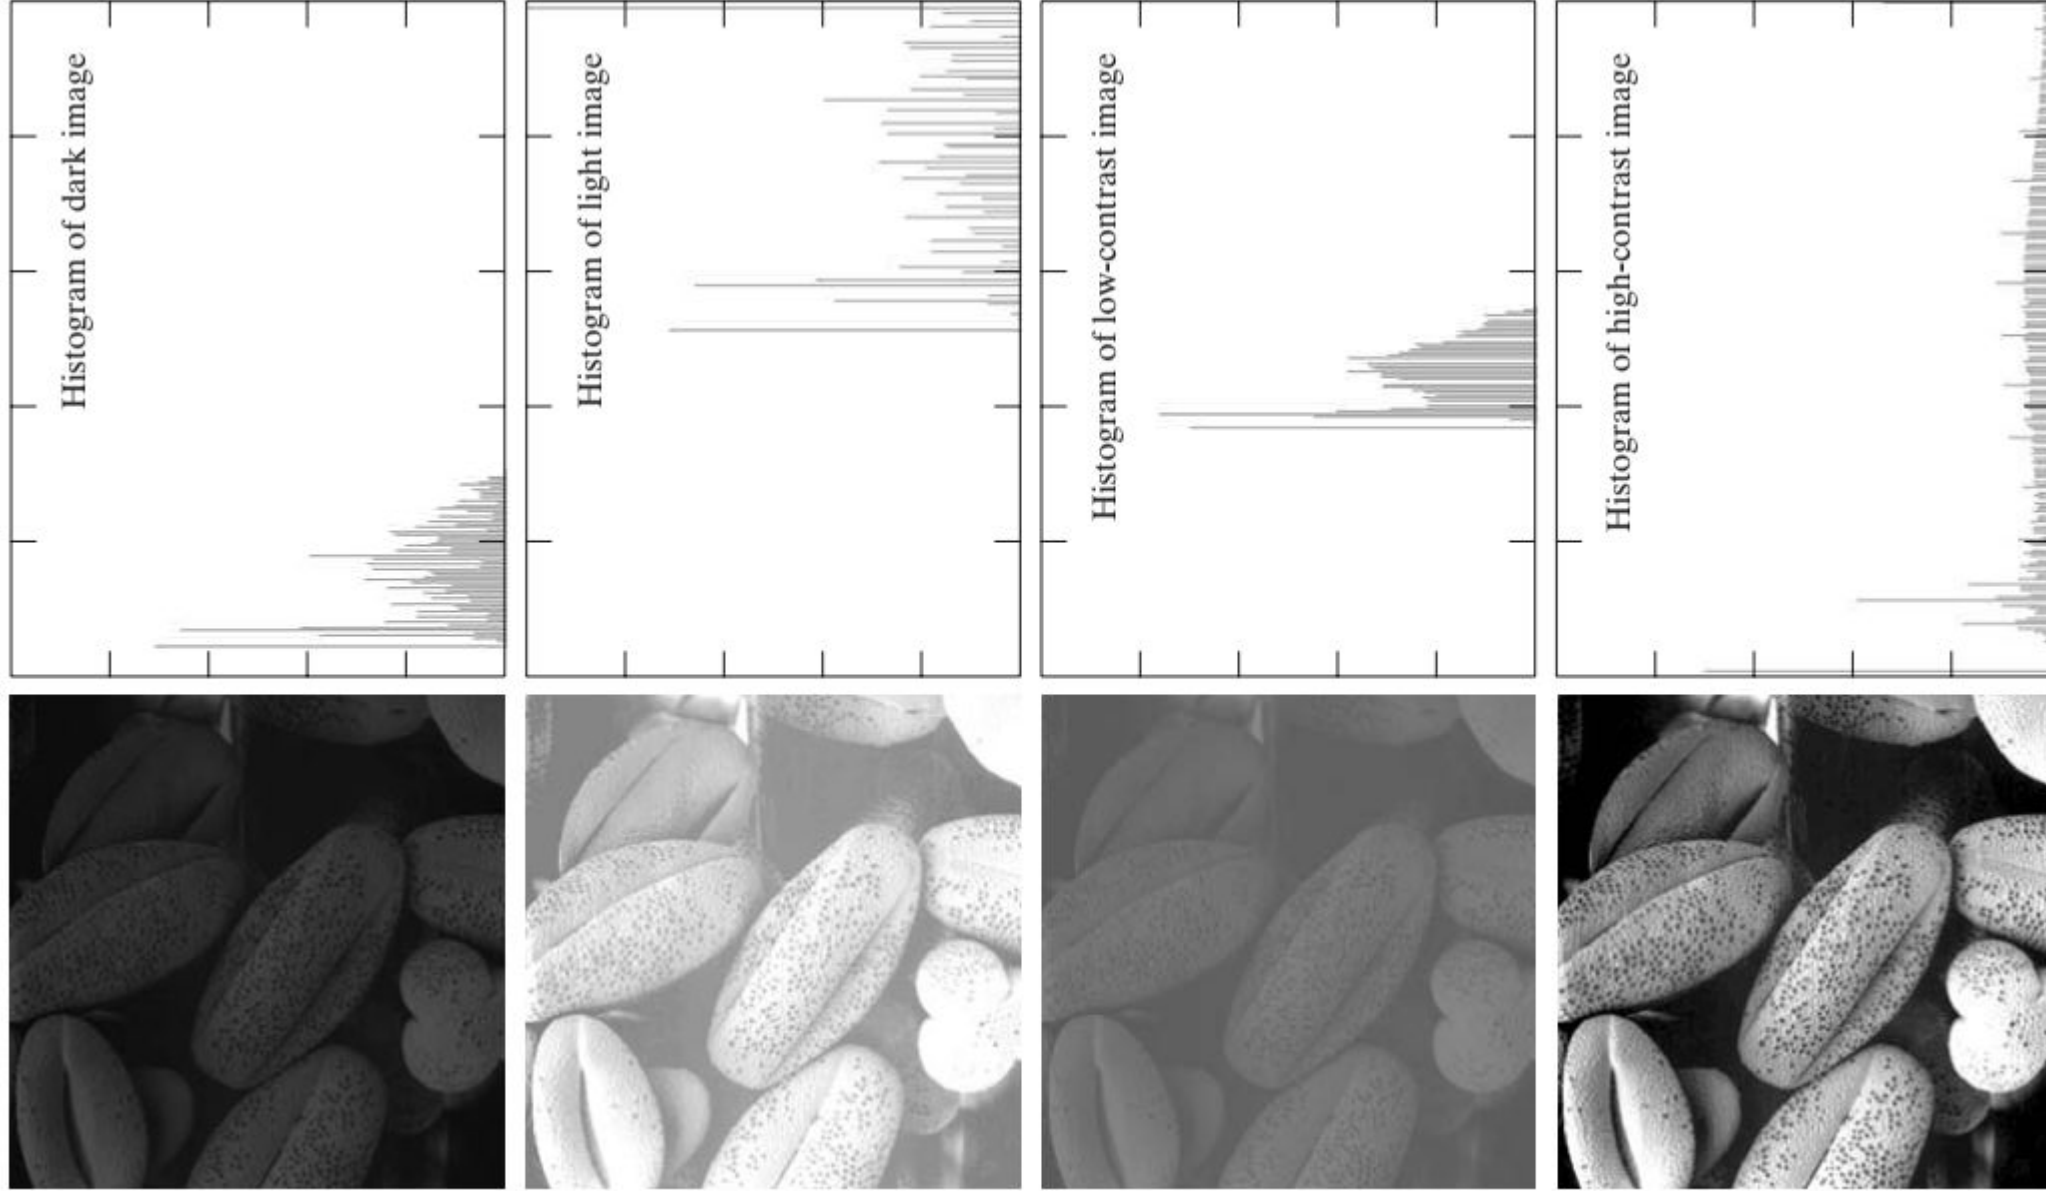 Histogram of dark image
Histogram of light image
Histogram of low-contrast image
Histogram of high-contrast image